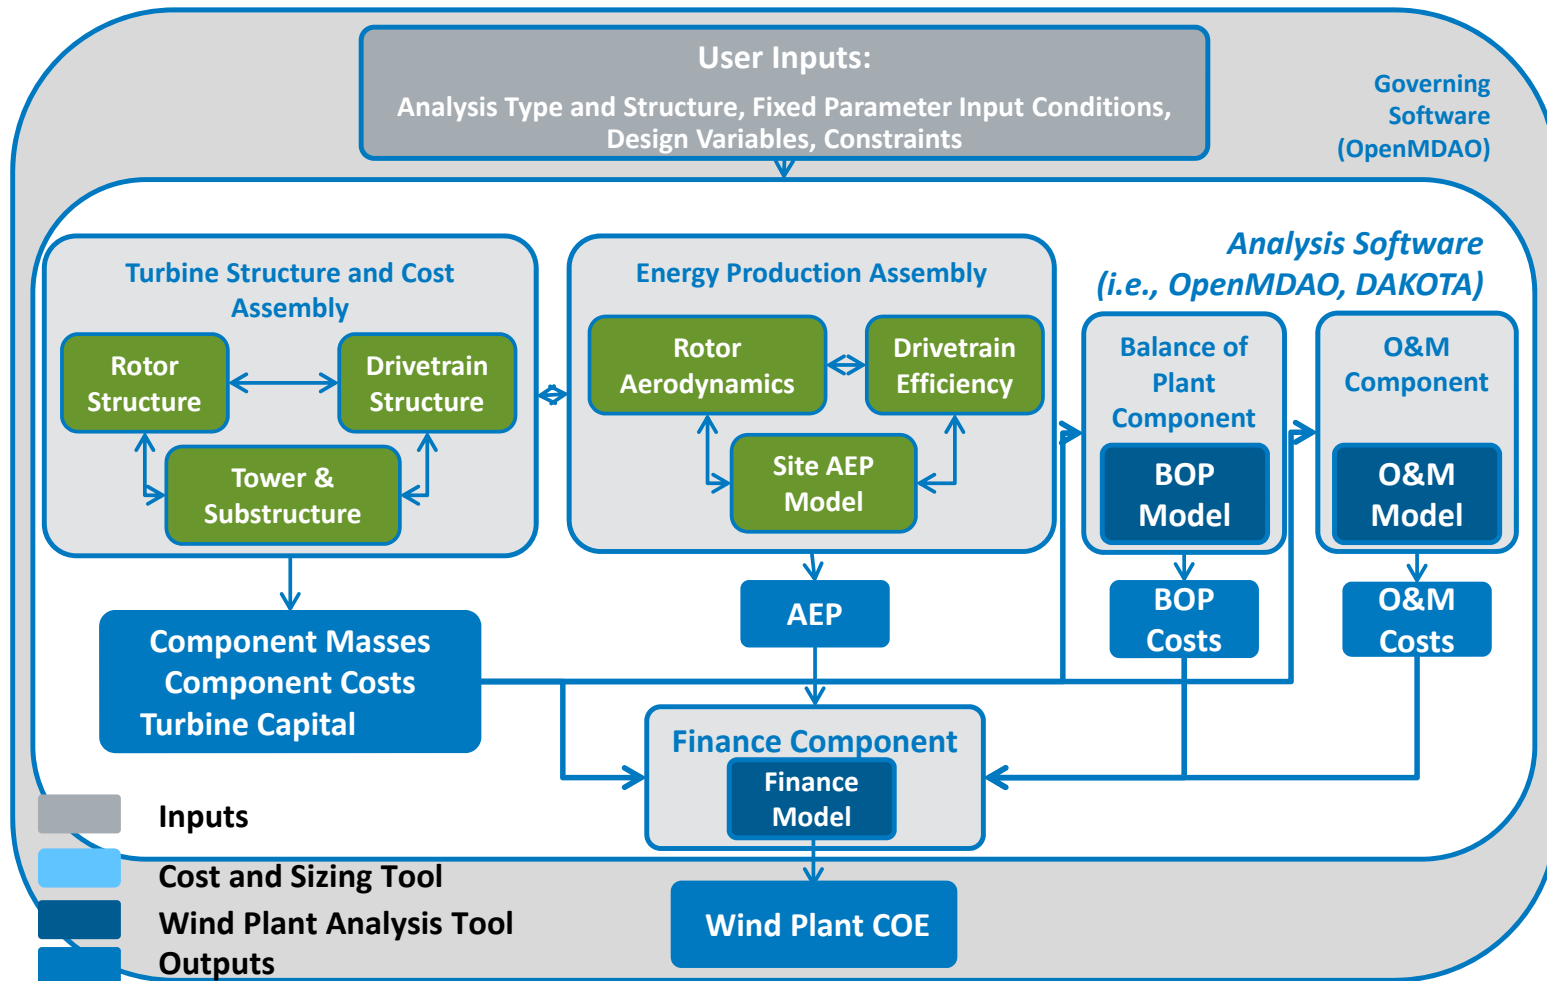 User Inputs:
Analysis Type and Structure, Fixed Parameter Input Conditions,
Design Variables, Constraints
Governing
Software
(OpenMDAO)
Analysis Software
(i.e., OpenMDAO, DAKOTA)
Turbine Structure and Cost
Assembly
Rotor
Structure
Drivetrain
Structure
Tower &
Substructure
Energy Production Assembly
Rotor
Aerodynamics
Drivetrain
Efficiency
Site AEP
Model
Balance of
Plant
Component
BOP
Model
O&M
Component
O&M
Model
Component Masses
Component Costs
Turbine Capital
AEP
BOP
Costs
O&M
Costs
Finance Component
Finance
Model
Wind Plant COE
Inputs
Cost and Sizing Tool
Wind Plant Analysis Tool
Outputs